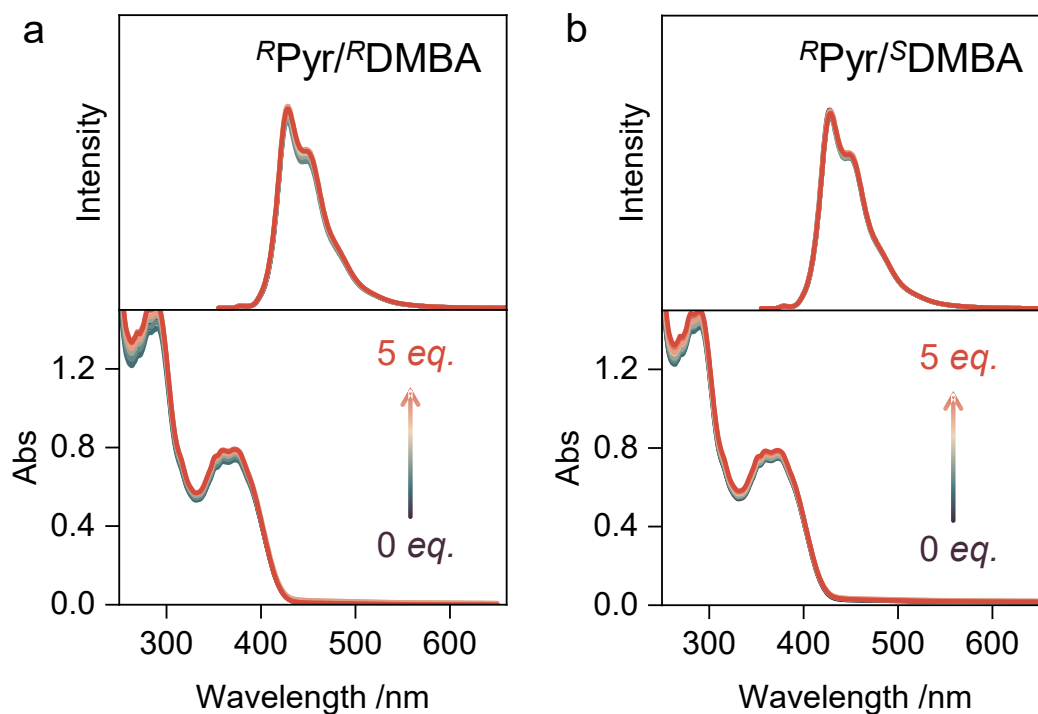 a
ᴿPyr/ᴿDMBA
Intensity
1.2
0.8
0.4
0.0
Abs
5 eq.
0 eq.
300 400 500 600
Wavelength /nm
b
ᴿPyr/ˢDMBA
Intensity
1.2
0.8
0.4
0.0
Abs
5 eq.
0 eq.
300 400 500 600
Wavelength /nm